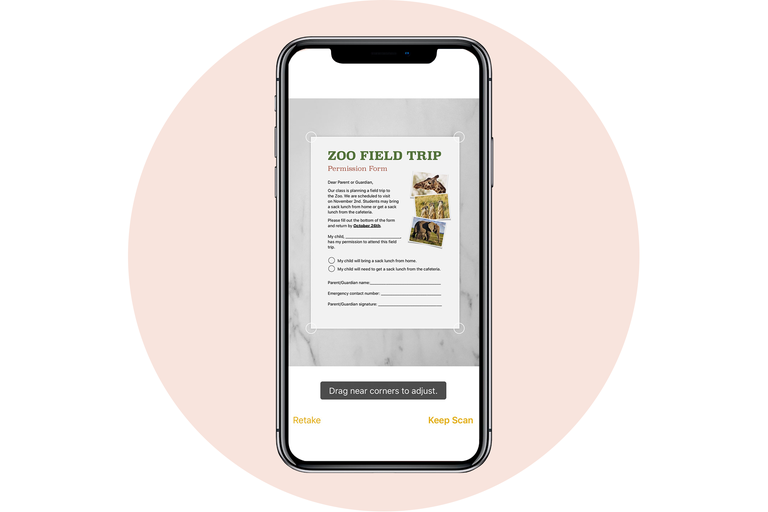 ZOO FIELD TRIP
Permission Form
Dear Parent or Guardian,
Our class is planning a field trip to
the Zoo. We are scheduled to visit
on November 2nd. Students may bring
a sack lunch from home or get a sack
lunch from the cafeteria.
Please fill out the bottom of the form
and return by October 26th.
My child,
has my permission to attend this field
trip.
My child will bring a sack lunch from home.
My child will need to get a sack lunch from the cafeteria.
Parent/Guardian name:
Emergency contact number:
Parent/Guardian signature:
Drag near corners to adjust.
Retake
Keep Scan